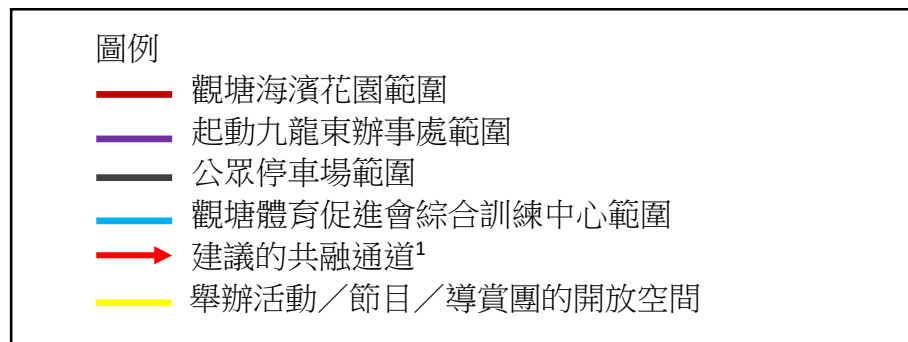 圖例
觀塘海濱花園範圍
起動九龍東辦事處範圍
公眾停車場範圍
觀塘體育促進會綜合訓練中心範圍
建議的共融通道¹
舉辦活動／節目／導賞團的開放空間